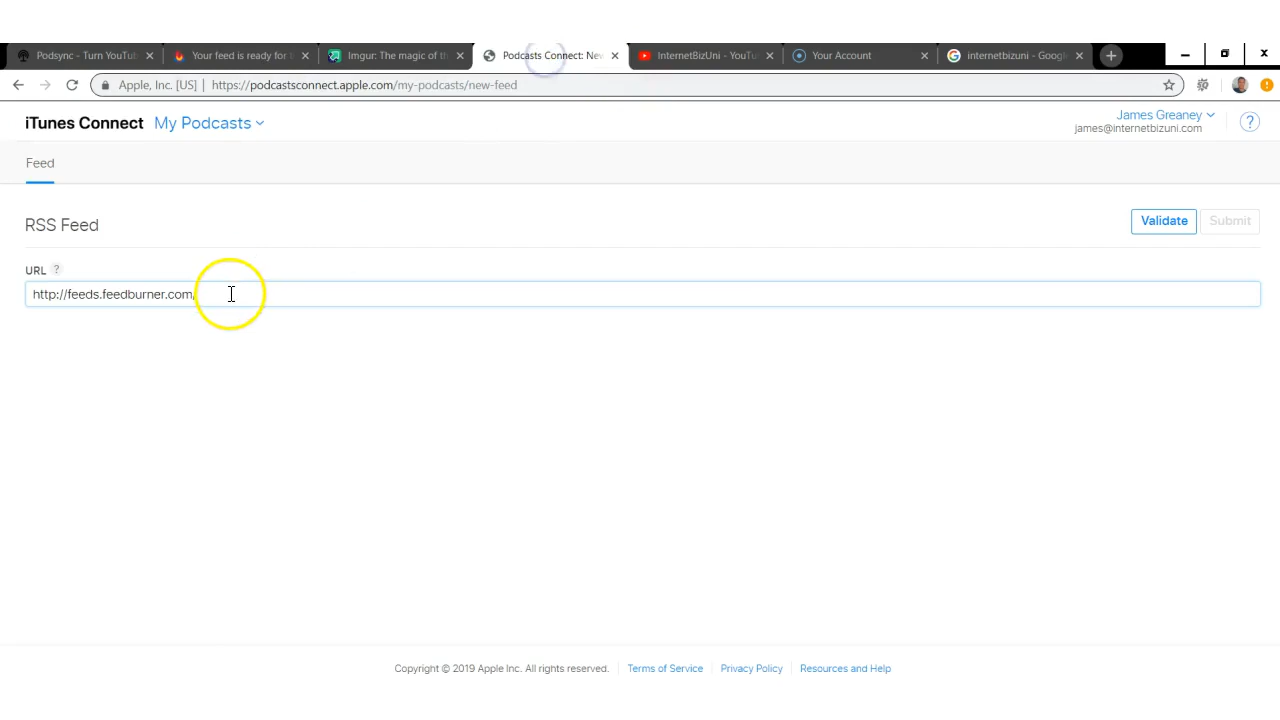 Podsync - Turn YouTu
Your feed is ready for
Imgur: The magic of th
Podcasts Connect: New
InternetBizUni - YouTu
Your Account
internetbizuni - Google
Apple, Inc. [US] | https://podcastsconnect.apple.com/my-podcasts/new-feed
iTunes Connect My Podcasts
James Greaney
james@internetbizuni.com
?
Feed
RSS Feed
Validate
Submit
URL ?
http://feeds.feedburner.com/
Copyright © 2019 Apple Inc. All rights reserved. Terms of Service Privacy Policy Resources and Help